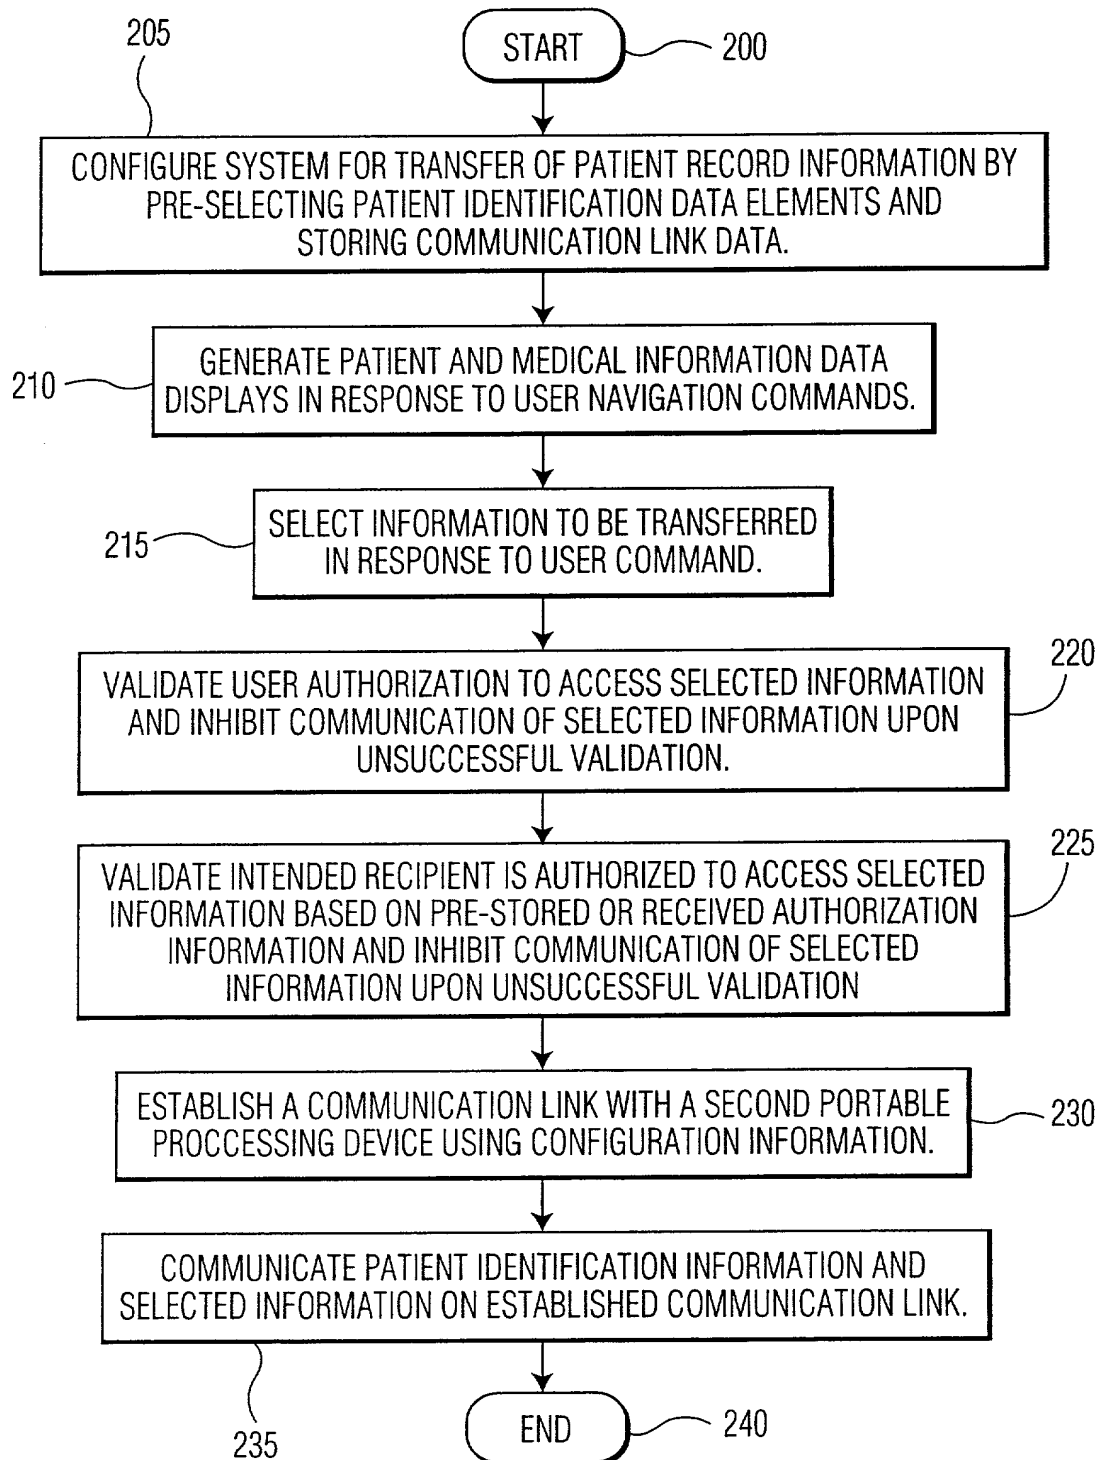 205
START
200
CONFIGURE SYSTEM FOR TRANSFER OF PATIENT RECORD INFORMATION BY
PRE-SELECTING PATIENT IDENTIFICATION DATA ELEMENTS AND
STORING COMMUNICATION LINK DATA.
210
GENERATE PATIENT AND MEDICAL INFORMATION DATA
DISPLAYS IN RESPONSE TO USER NAVIGATION COMMANDS.
215
SELECT INFORMATION TO BE TRANSFERRED
IN RESPONSE TO USER COMMAND.
220
VALIDATE USER AUTHORIZATION TO ACCESS SELECTED INFORMATION
AND INHIBIT COMMUNICATION OF SELECTED INFORMATION UPON
UNSUCCESSFUL VALIDATION.
225
VALIDATE INTENDED RECIPIENT IS AUTHORIZED TO ACCESS SELECTED
INFORMATION BASED ON PRE-STORED OR RECEIVED AUTHORIZATION
INFORMATION AND INHIBIT COMMUNICATION OF SELECTED
INFORMATION UPON UNSUCCESSFUL VALIDATION
ESTABLISH A COMMUNICATION LINK WITH A SECOND PORTABLE
PROCCESSING DEVICE USING CONFIGURATION INFORMATION.
230
COMMUNICATE PATIENT IDENTIFICATION INFORMATION AND
SELECTED INFORMATION ON ESTABLISHED COMMUNICATION LINK.
235
END
240